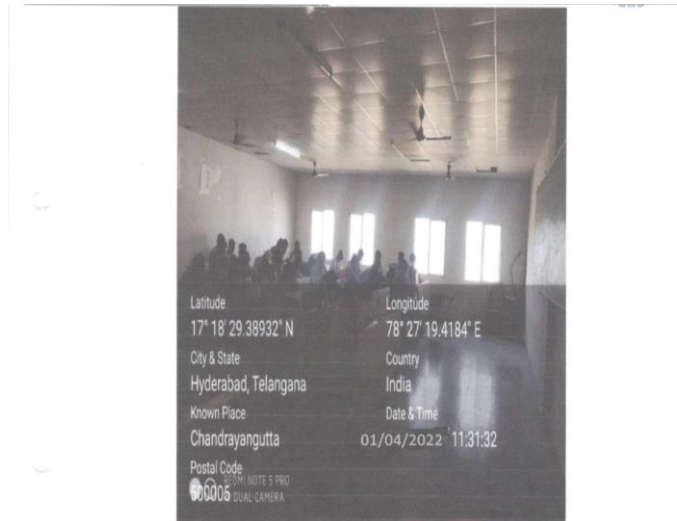 Latitude
17° 18' 29.38932" N
City & State
Hyderabad, Telangana
Known Place
Chandrayangutta
Postal Code
500005
Longitude
78° 27' 19.4184" E
Country
India
Date & Time
01/04/2022 11:31:32
REDMI NOTE 5 PRO
DUAL CAMERA